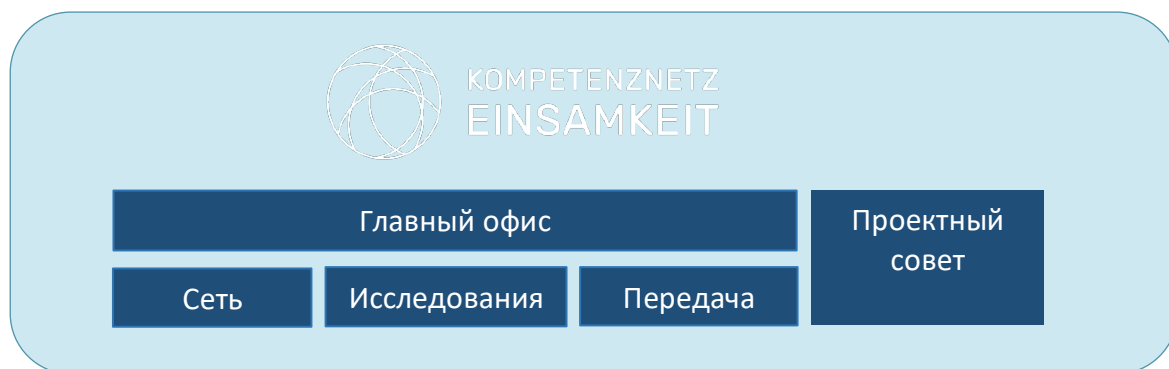 KOMPETENZNETZ
EINSAMKEIT
Главный офис
Проектный
совет
Сеть
Исследования
Передача